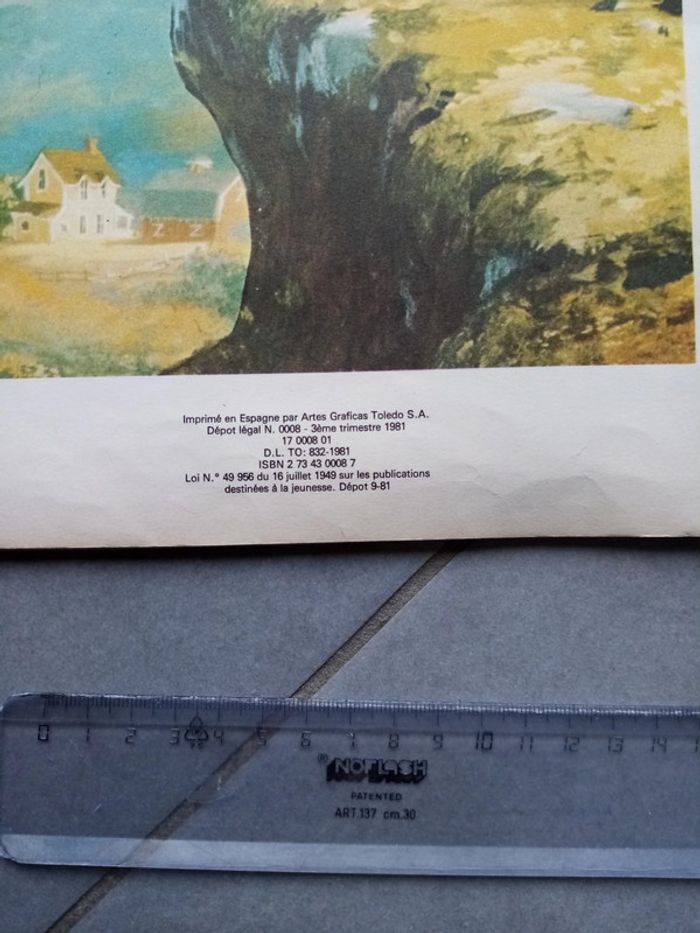 Imprimé en Espagne par Artes Graficas Toledo S.A.
Dépot légal N. 0008 - 3ème trimestre 1981
17 0008 01
D.L. TO: 832-1981
ISBN 2 73 43 0008 7
Loi N.° 49 956 du 16 juillet 1949 sur les publications
destinées à la jeunesse. Dépot 9-81
0 1 2 3 4 5 6 7 8 9 10 11 12 13 14
® NOFLASH
PATENTED
ART.137 cm.30